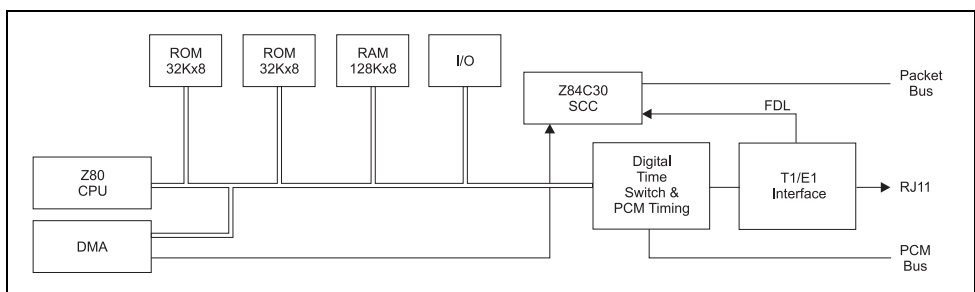 ROM
32Kx8
ROM
32Kx8
RAM
128Kx8
I/O
Z84C30
SCC
Packet
Bus
FDL
Z80
CPU
Digital
Time
Switch &
PCM Timing
T1/E1
Interface
RJ11
DMA
PCM
Bus